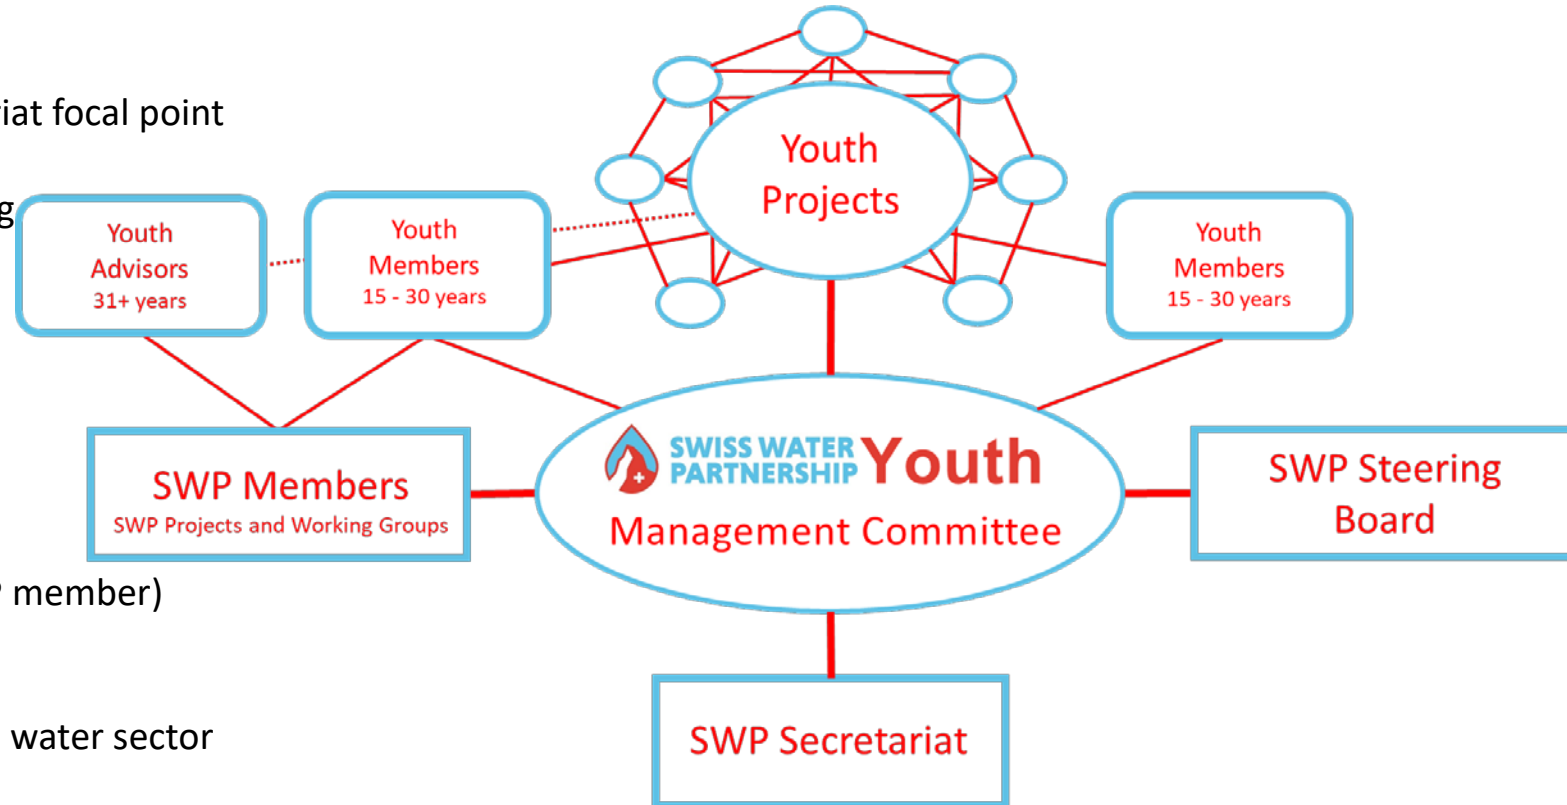 riat focal point
g
member)
water sector
Youth
Projects
Youth
Advisors
31+ years
Youth
Members
15 - 30 years
Youth
Members
15 - 30 years
SWP Members
SWP Projects and Working Groups
SWISS WATER
PARTNERSHIP Youth
Management Committee
SWP Steering
Board
SWP Secretariat